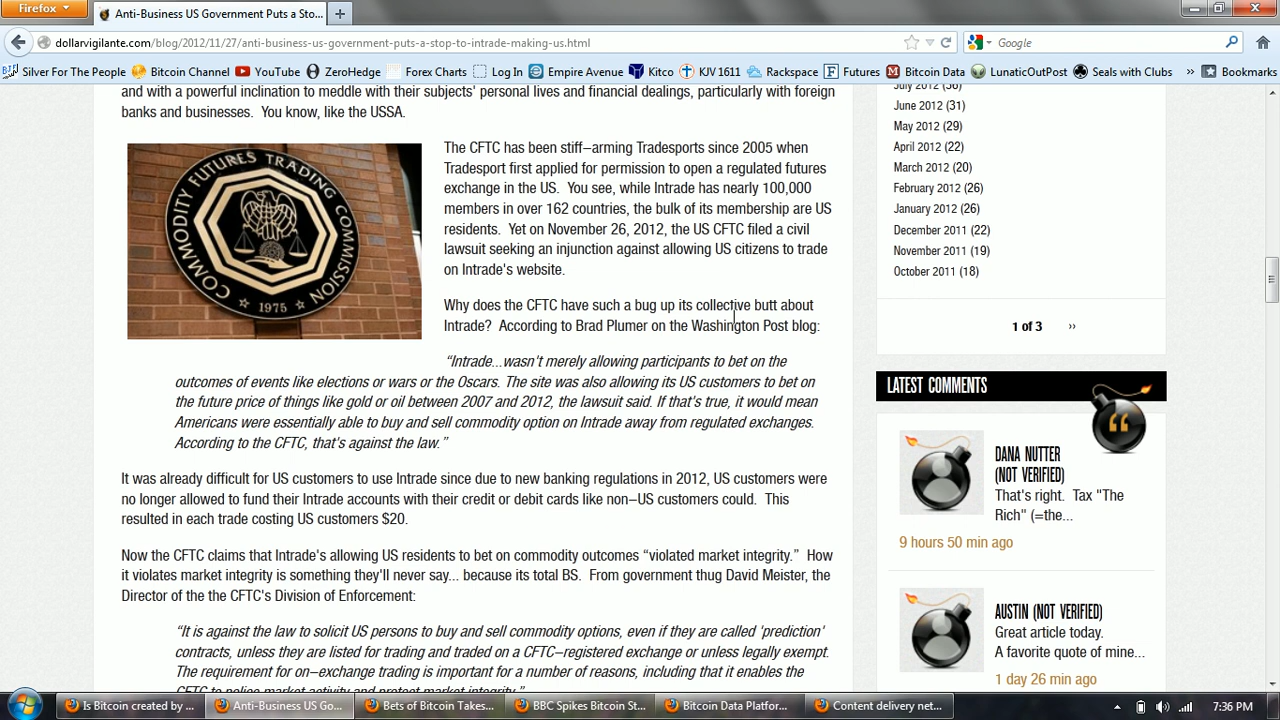 Firefox
Anti-Business US Government Puts a Sto...
dollarvigilante.com/blog/2012/11/27/anti-business-us-government-puts-a-stop-to-intrade-making-us.html
Google
Silver For The People
Bitcoin Channel
YouTube
ZeroHedge
Forex Charts
Log In
Empire Avenue
Kitco
KJV 1611
Rackspace
Futures
Bitcoin Data
LunaticOutPost
Seals with Clubs
»
Bookmarks
and with a powerful inclination to meddle with their subjects' personal lives and financial dealings, particularly with foreign
banks and businesses.  You know, like the USSA.
COMMODITY FUTURES TRADING COMMISSION
1975
The CFTC has been stiff-arming Tradesports since 2005 when
Tradesport first applied for permission to open a regulated futures
exchange in the US.  You see, while Intrade has nearly 100,000
members in over 162 countries, the bulk of its membership are US
residents.  Yet on November 26, 2012, the US CFTC filed a civil
lawsuit seeking an injunction against allowing US citizens to trade
on Intrade's website.
Why does the CFTC have such a bug up its collective butt about
Intrade?  According to Brad Plumer on the Washington Post blog:
“Intrade...wasn't merely allowing participants to bet on the
outcomes of events like elections or wars or the Oscars. The site was also allowing its US customers to bet on
the future price of things like gold or oil between 2007 and 2012, the lawsuit said. If that's true, it would mean
Americans were essentially able to buy and sell commodity option on Intrade away from regulated exchanges.
According to the CFTC, that's against the law.”
It was already difficult for US customers to use Intrade since due to new banking regulations in 2012, US customers were
no longer allowed to fund their Intrade accounts with their credit or debit cards like non-US customers could.  This
resulted in each trade costing US customers $20.
Now the CFTC claims that Intrade's allowing US residents to bet on commodity outcomes “violated market integrity.”  How
it violates market integrity is something they'll never say... because its total BS.  From government thug David Meister, the
Director of the the CFTC's Division of Enforcement:
“It is against the law to solicit US persons to buy and sell commodity options, even if they are called 'prediction'
contracts, unless they are listed for trading and traded on a CFTC-registered exchange or unless legally exempt.
The requirement for on-exchange trading is important for a number of reasons, including that it enables the
CFTC to police market activity and protect market integrity.”
July 2012 (36)
June 2012 (31)
May 2012 (29)
April 2012 (22)
March 2012 (20)
February 2012 (26)
January 2012 (26)
December 2011 (22)
November 2011 (19)
October 2011 (18)
1 of 3 ››
LATEST COMMENTS
DANA NUTTER
(NOT VERIFIED)
That's right.  Tax "The
Rich" (=the...
9 hours 50 min ago
AUSTIN (NOT VERIFIED)
Great article today.
A favorite quote of mine...
1 day 26 min ago
Is Bitcoin created by ...
Anti-Business US Go...
Bets of Bitcoin Takes...
BBC Spikes Bitcoin St...
Bitcoin Data Platfor...
Content delivery net...
7:36 PM